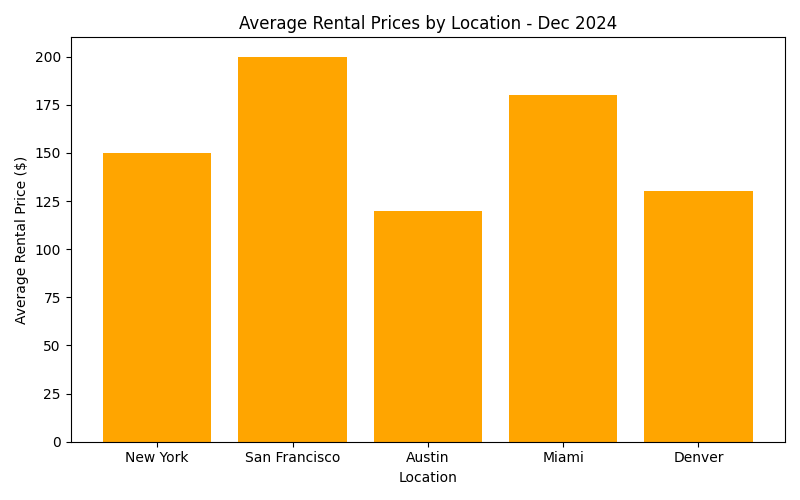 Average Rental Prices by Location - Dec 2024
Average Rental Price ($)
200
175
150
125
100
75
50
25
0
New York San Francisco Austin Miami Denver
Location